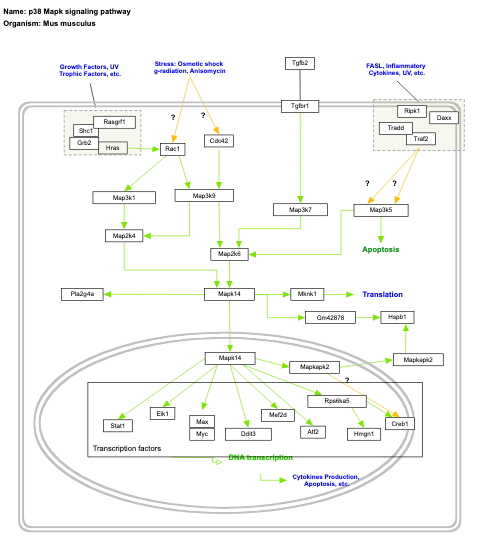 Name: p38 Mapk signaling pathway
Organism: Mus musculus
Growth Factors, UV
Trophic Factors, etc.
Stress: Osmotic shock
g-radiation, Anisomycin
Tgfb2
FASL, Inflammatory
Cytokines, UV, etc.
Rasgrf1
Shc1
Grb2
Hras
?
?
Rac1
Cdc42
Tgfbr1
Ripk1
Daxx
Tradd
Traf2
?
?
Map3k1
Map3k9
Map3k7
Map3k5
Map2k4
Map2k6
Apoptosis
Pla2g4a
Mapk14
Mknk1
Translation
Gm42878
Hspb1
Mapk14
Mapkapk2
Mapkapk2
?
Rps6ka5
Stat1
Elk1
Max
Myc
Ddit3
Mef2d
Atf2
Hmgn1
Creb1
Transcription factors
DNA transcription
Cytokines Production,
Apoptosis, etc.